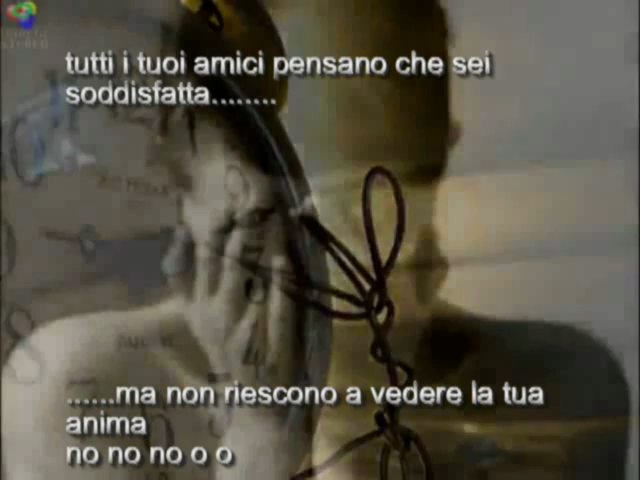 tutti i tuoi amici pensano che sei
soddisfatta........
......ma non riescono a vedere la tua
anima
no no no o o